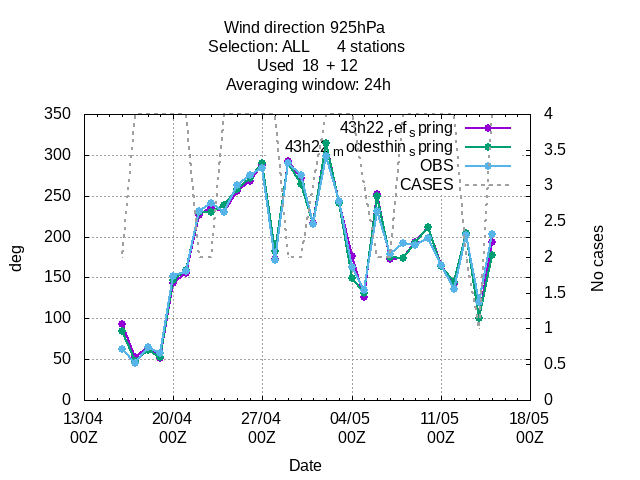 Wind direction 925hPa
Selection: ALL 4 stations
Used 18 + 12
Averaging window: 24h
350
300
250
200
150
100
50
0
deg
4
3.5
3
2.5
2
1.5
1
0.5
0
No cases
43h22_ref_spring
43h22_modesthin_spring
OBS
CASES
13/04 20/04 27/04 04/05 11/05 18/05
00Z 00Z 00Z 00Z 00Z 00Z
Date